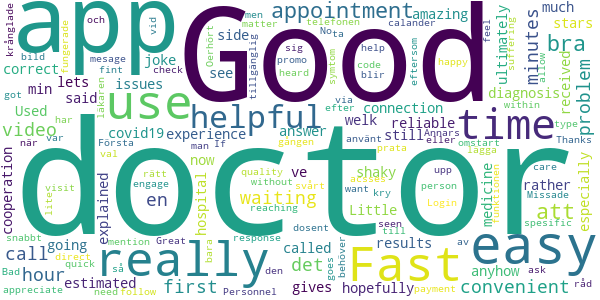 app Good
doctor
krånglade och bild mesage fungerade fint vid
men appointment amazing
matter telefonen calander
side sig No ta help
joke see promo code blir
Oerhört tillgänglig heard symtom eftersom happy
feel ultimately suffering allow
much stars minutes
bra problem
correct check
got min lets issues
Used said läkaren
use helpful time
video covid19 connection via efter
diagnosis received within type
experience answer welk reliable
har var Första man If gången still Annars
när val now använt eller omstart Thanks
cooperation explained rätt engage
en hospital waiting
quality without svårt reaching
ve shaky prata acsses
upp lägga rather Missade
medicine funktionen care
visit lite
att especially
really Fast easy
det Little want kry person Login spesific
snabbt call going mention response
called seen till dosent
results av anyhow ask råd
Bad hour direct så Great bara den
first gives goes behöver convenient
appreciate quick estimated
need follow Personnel hopefully payment